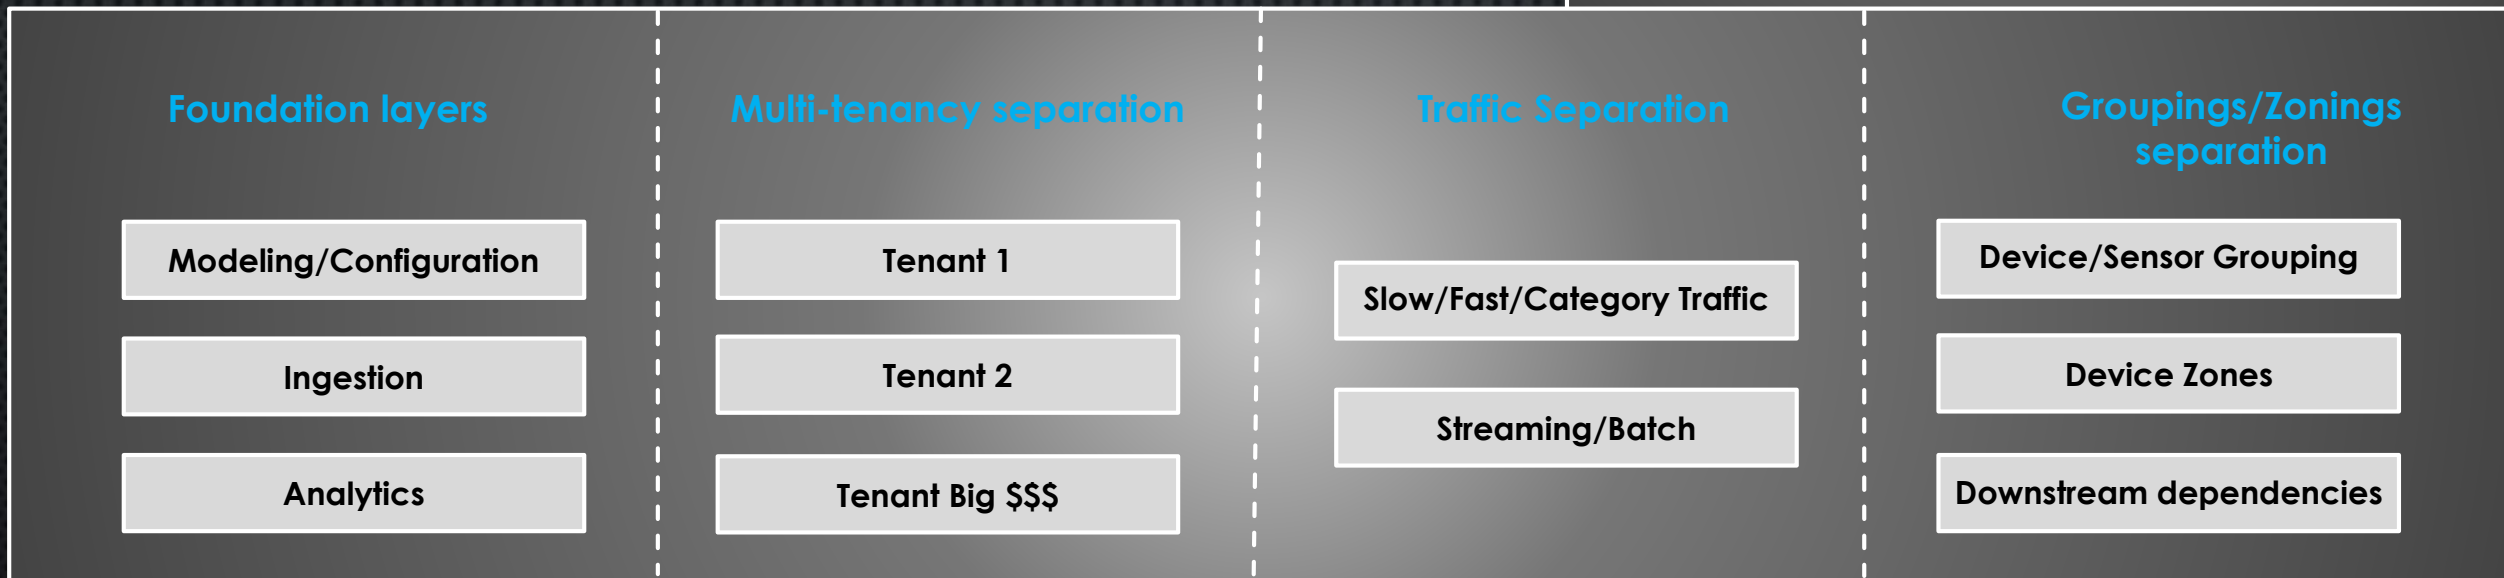 Foundation layers
Modeling/Configuration
Ingestion
Analytics
Multi-tenancy separation
Tenant 1
Tenant 2
Tenant Big $$$
Traffic Separation
Slow/Fast/Category Traffic
Streaming/Batch
Groupings/Zonings
separation
Device/Sensor Grouping
Device Zones
Downstream dependencies